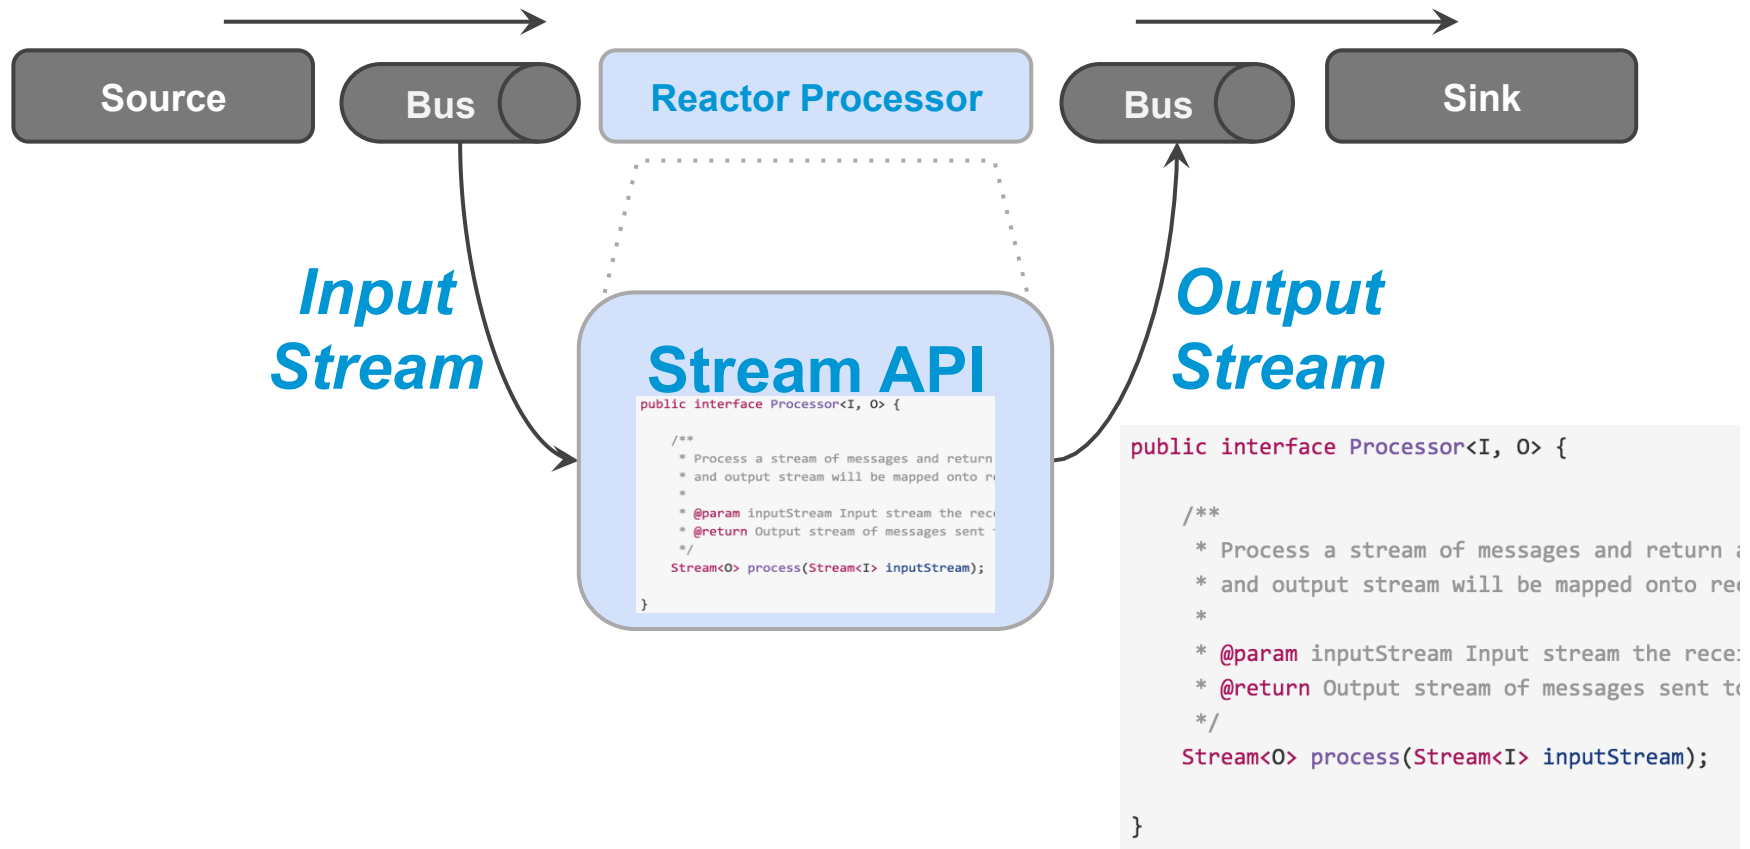 Source
Bus
Reactor Processor
Bus
Sink
Input
Stream
Output
Stream
Stream API
public interface Processor<I, O> {
/**
* Process a stream of messages and return
* and output stream will be mapped onto
*
* @param inputStream Input stream the
* @return Output stream of messages sent
*/
Stream<O> process(Stream<I> inputStream);
}
public interface Processor<I, O> {
/**
* Process a stream of messages and return
* and output stream will be mapped onto
*
* @param inputStream Input stream the
* @return Output stream of messages sent
*/
Stream<O> process(Stream<I> inputStream);
}